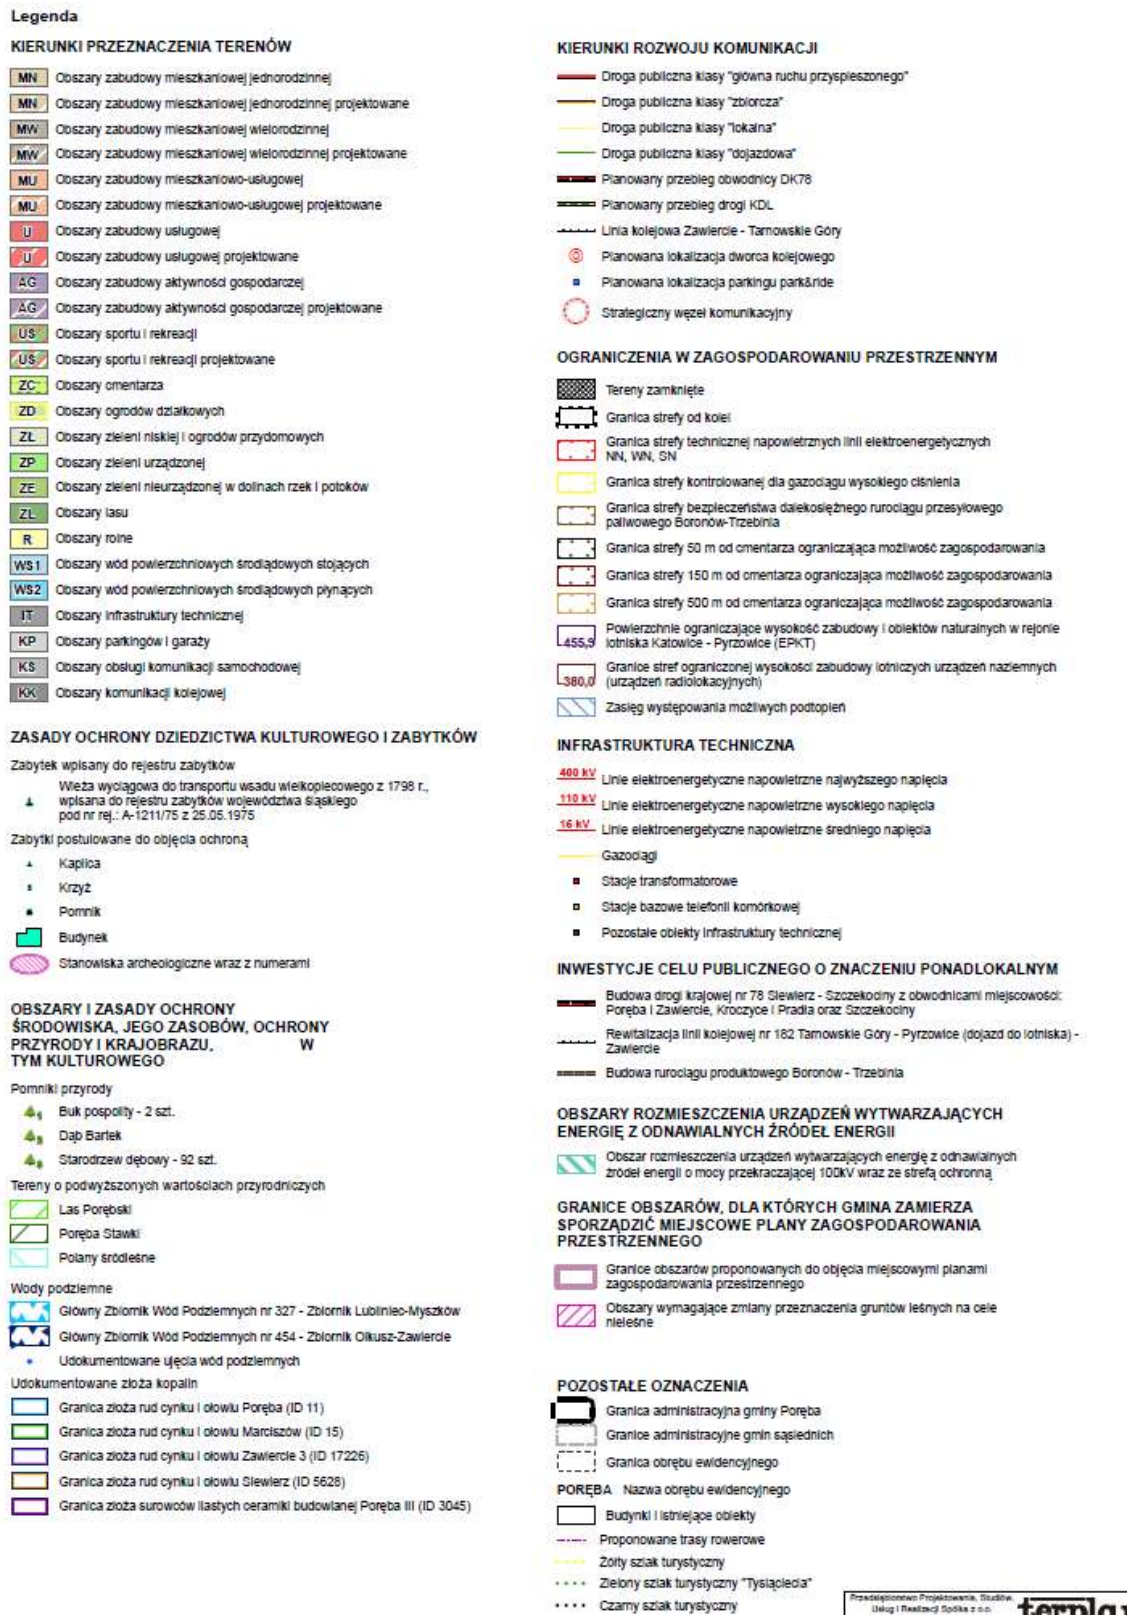 Legenda
KIERUNKI PRZEZNACZENIA TERENÓW
MN Obszary zabudowy mieszkaniowej jednorodzinnej
MN Obszary zabudowy mieszkaniowej jednorodzinnej projektowane
MW Obszary zabudowy mieszkaniowej wielorodzinnej
MW Obszary zabudowy mieszkaniowej wielorodzinnej projektowane
MU Obszary zabudowy mieszkaniowo-usługowej
MU Obszary zabudowy mieszkaniowo-usługowej projektowane
U Obszary zabudowy usługowej
U Obszary zabudowy usługowej projektowane
AG Obszary zabudowy aktywności gospodarczej
AG Obszary zabudowy aktywności gospodarczej projektowane
US Obszary sportu i rekreacji
US Obszary sportu i rekreacji projektowane
ZC Obszary cmentarza
ZD Obszary ogrodów działkowych
ZŁ Obszary zieleni niskiej i ogrodów przydomowych
ZP Obszary zieleni urządzonej
ZE Obszary zieleni nieurządzonej w dolinach rzek i potoków
ZL Obszary lasu
R Obszary rolne
WS1 Obszary wód powierzchniowych śródlądowych stojących
WS2 Obszary wód powierzchniowych śródlądowych płynących
IT Obszary infrastruktury technicznej
KP Obszary parkingów i garaży
KS Obszary obsługi komunikacji samochodowej
KK Obszary komunikacji kolejowej
ZASADY OCHRONY DZIEDZICTWA KULTUROWEGO I ZABYTKÓW
Zabytek wpisany do rejestru zabytków
Wieża wyciągowa do transportu wsadu wielkopiecowego z 1798 r.,
wpisana do rejestru zabytków województwa śląskiego
pod nr rej.: A-1211/75 z 25.05.1975
Zabytki postulowane do objęcia ochroną
Kaplica
Krzyż
Pomnik
Budynek
Stanowiska archeologiczne wraz z numerami
OBSZARY I ZASADY OCHRONY
ŚRODOWISKA, JEGO ZASOBÓW, OCHRONY
PRZYRODY I KRAJOBRAZU, W
TYM KULTUROWEGO
Pomniki przyrody
Buk pospolity - 2 szt.
Dąb Bartek
Starodrzew dębowy - 92 szt.
Tereny o podwyższonych wartościach przyrodniczych
Las Porębski
Poręba Stawki
Polany śródleśne
Wody podziemne
Główny Zbiornik Wód Podziemnych nr 327 - Zbiornik Lubliniec-Myszków
Główny Zbiornik Wód Podziemnych nr 454 - Zbiornik Olkusz-Zawiercie
Udokumentowane ujęcia wód podziemnych
Udokumentowane złoża kopalin
Granica złoża rud cynku i ołowiu Poręba (ID 11)
Granica złoża rud cynku i ołowiu Marciszów (ID 15)
Granica złoża rud cynku i ołowiu Zawiercie 3 (ID 17226)
Granica złoża rud cynku i ołowiu Siewierz (ID 5628)
Granica złoża surowców ilastych ceramiki budowlanej Poręba III (ID 3045)
KIERUNKI ROZWOJU KOMUNIKACJI
Droga publiczna klasy "główna ruchu przyspieszonego"
Droga publiczna klasy "zbiorcza"
Droga publiczna klasy "lokalna"
Droga publiczna klasy "dojazdowa"
Planowany przebieg obwodnicy DK78
Planowany przebieg drogi KDL
Linia kolejowa Zawiercie - Tarnowskie Góry
Planowana lokalizacja dworca kolejowego
Planowana lokalizacja parkingu park&ride
Strategiczny węzeł komunikacyjny
OGRANICZENIA W ZAGOSPODAROWANIU PRZESTRZENNYM
Tereny zamknięte
Granica strefy od kolei
Granica strefy technicznej napowietrznych linii elektroenergetycznych
NN, WN, SN
Granica strefy kontrolowanej dla gazociągu wysokiego ciśnienia
Granica strefy bezpieczeństwa dalekosiężnego rurociągu przesyłowego
paliwowego Boronów-Trzebinia
Granica strefy 50 m od cmentarza ograniczająca możliwość zagospodarowania
Granica strefy 150 m od cmentarza ograniczająca możliwość zagospodarowania
Granica strefy 500 m od cmentarza ograniczająca możliwość zagospodarowania
455,9 Powierzchnie ograniczające wysokość zabudowy i obiektów naturalnych w rejonie
lotniska Katowice - Pyrzowice (EPKT)
380,0 Granice stref ograniczonej wysokości zabudowy lotniczych urządzeń naziemnych
(urządzeń radiolokacyjnych)
Zasięg występowania możliwych podtopień
INFRASTRUKTURA TECHNICZNA
400 kV Linie elektroenergetyczne napowietrzne najwyższego napięcia
110 kV Linie elektroenergetyczne napowietrzne wysokiego napięcia
16 kV Linie elektroenergetyczne napowietrzne średniego napięcia
Gazociągi
Stacje transformatorowe
Stacje bazowe telefonii komórkowej
Pozostałe obiekty infrastruktury technicznej
INWESTYCJE CELU PUBLICZNEGO O ZNACZENIU PONADLOKALNYM
Budowa drogi krajowej nr 78 Siewierz - Szczekociny z obwodnicami miejscowości:
Poręba i Zawiercie, Kroczyce i Pradła oraz Szczekociny
Rewitalizacja linii kolejowej nr 182 Tarnowskie Góry - Pyrzowice (dojazd do lotniska) -
Zawiercie
Budowa rurociągu produktowego Boronów - Trzebinia
OBSZARY ROZMIESZCZENIA URZĄDZEŃ WYTWARZAJĄCYCH
ENERGIĘ Z ODNAWIALNYCH ŹRÓDEŁ ENERGII
Obszar rozmieszczenia urządzeń wytwarzających energię z odnawialnych
źródeł energii o mocy przekraczającej 100kV wraz ze strefą ochronną
GRANICE OBSZARÓW, DLA KTÓRYCH GMINA ZAMIERZA
SPORZĄDZIĆ MIEJSCOWE PLANY ZAGOSPODAROWANIA
PRZESTRZENNEGO
Granice obszarów proponowanych do objęcia miejscowymi planami
zagospodarowania przestrzennego
Obszary wymagające zmiany przeznaczenia gruntów leśnych na cele
nieleśne
POZOSTAŁE OZNACZENIA
Granica administracyjna gminy Poręba
Granice administracyjne gmin sąsiednich
Granica obrębu ewidencyjnego
PORĘBA Nazwa obrębu ewidencyjnego
Budynki i istniejące obiekty
Proponowane trasy rowerowe
Żółty szlak turystyczny
Zielony szlak turystyczny "Tysiąclecia"
Czarny szlak turystyczny
Przedsiębiorstwo Projektowania, Studiów,
Usług i Realizacji Spółka z o.o.